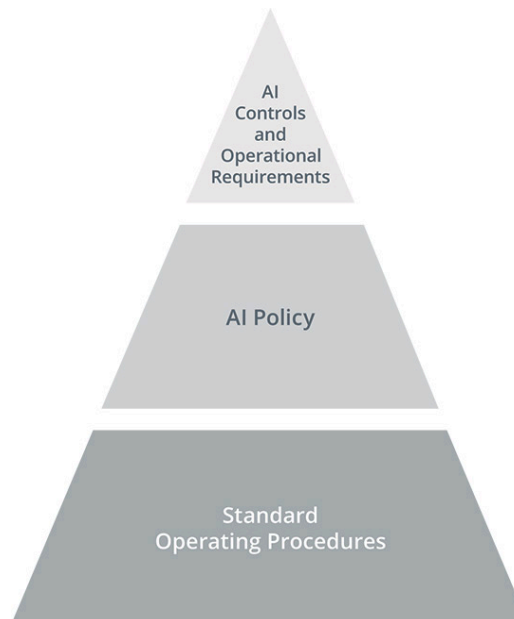 AI
Controls
and
Operational
Requirements
AI Policy
Standard
Operating Procedures